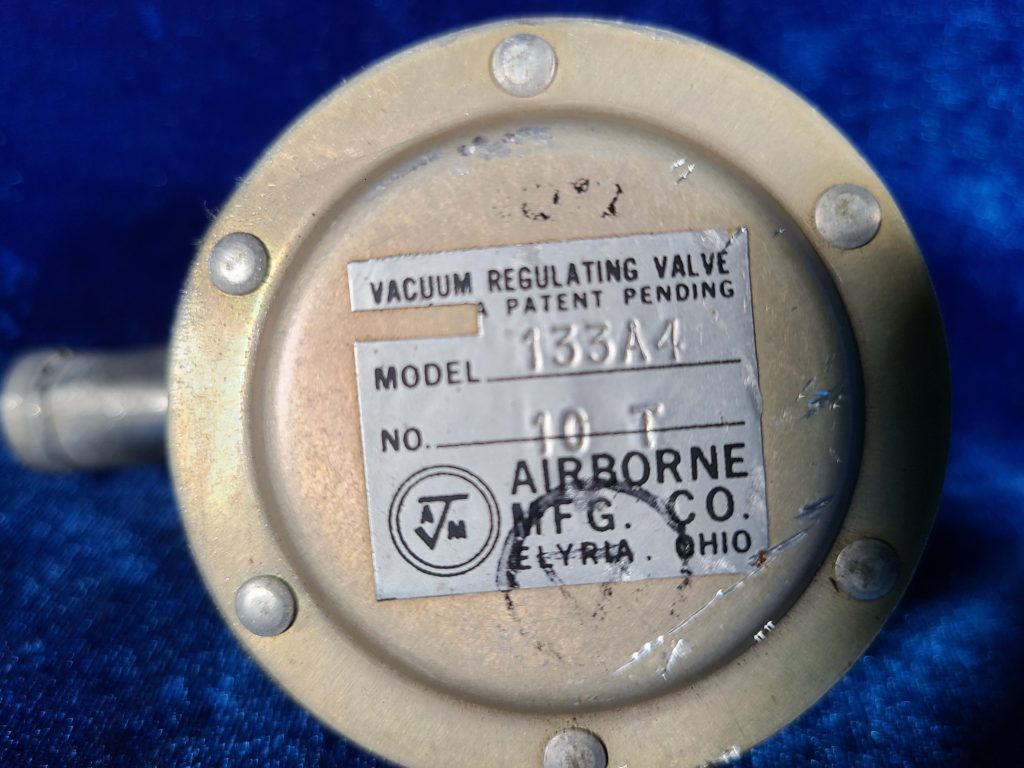 VACUUM REGULATING VALVE
A PATENT PENDING
MODEL 133A4
NO. 10 T
AIRBORNE
MFG. CO.
ELYRIA. OHIO
A M